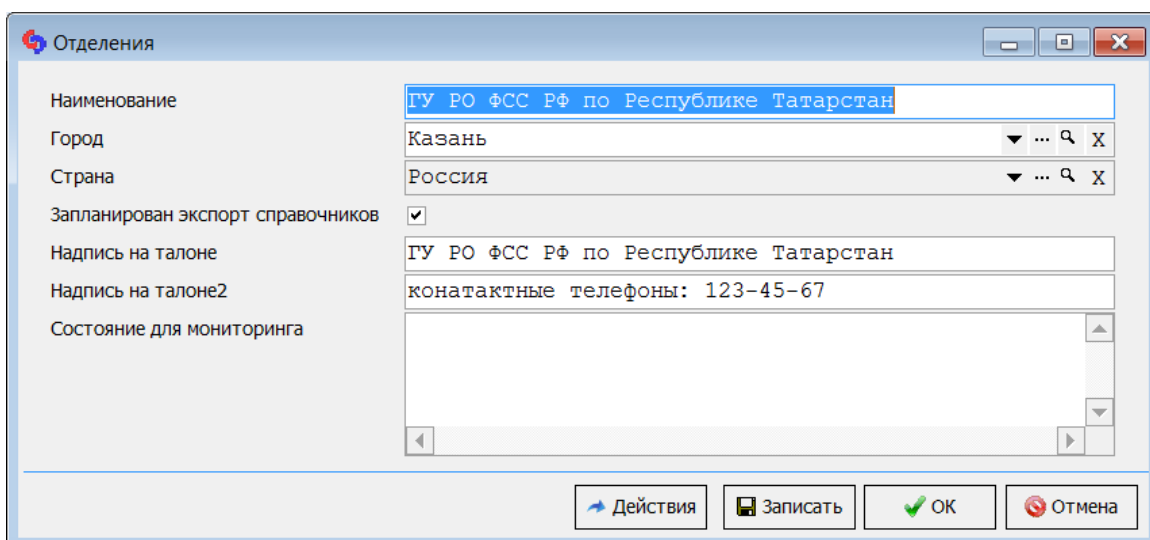 Отделения
Наименование ГУ РО ФСС РФ по Республике Татарстан
Город Казань ... X
Страна Россия ... X
Запланирован экспорт справочников
Надпись на талоне ГУ РО ФСС РФ по Республике Татарстан
Надпись на талоне2 конатактные телефоны: 123-45-67
Состояние для мониторинга
Действия Записать ОК Отмена